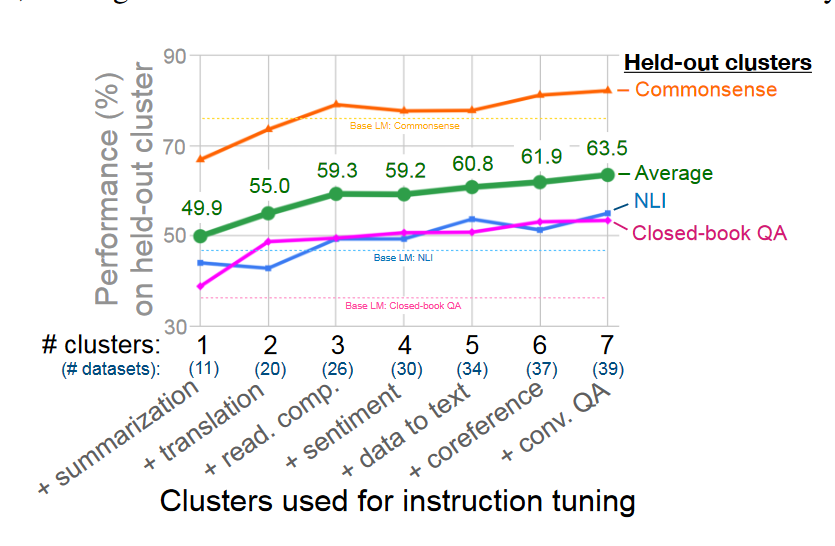 90
70
50
30
Performance (%)
on held-out cluster
Held-out clusters
Commonsense
Average
NLI
Closed-book QA
Base LM: Commonsense
Base LM: NLI
Base LM: Closed-book QA
49.9
55.0
59.3
59.2
60.8
61.9
63.5
# clusters: 1 2 3 4 5 6 7
(# datasets): (11) (20) (26) (30) (34) (37) (39)
+ summarization
+ translation
+ read. comp.
+ sentiment
+ data to text
+ coreference
+ conv. QA
Clusters used for instruction tuning